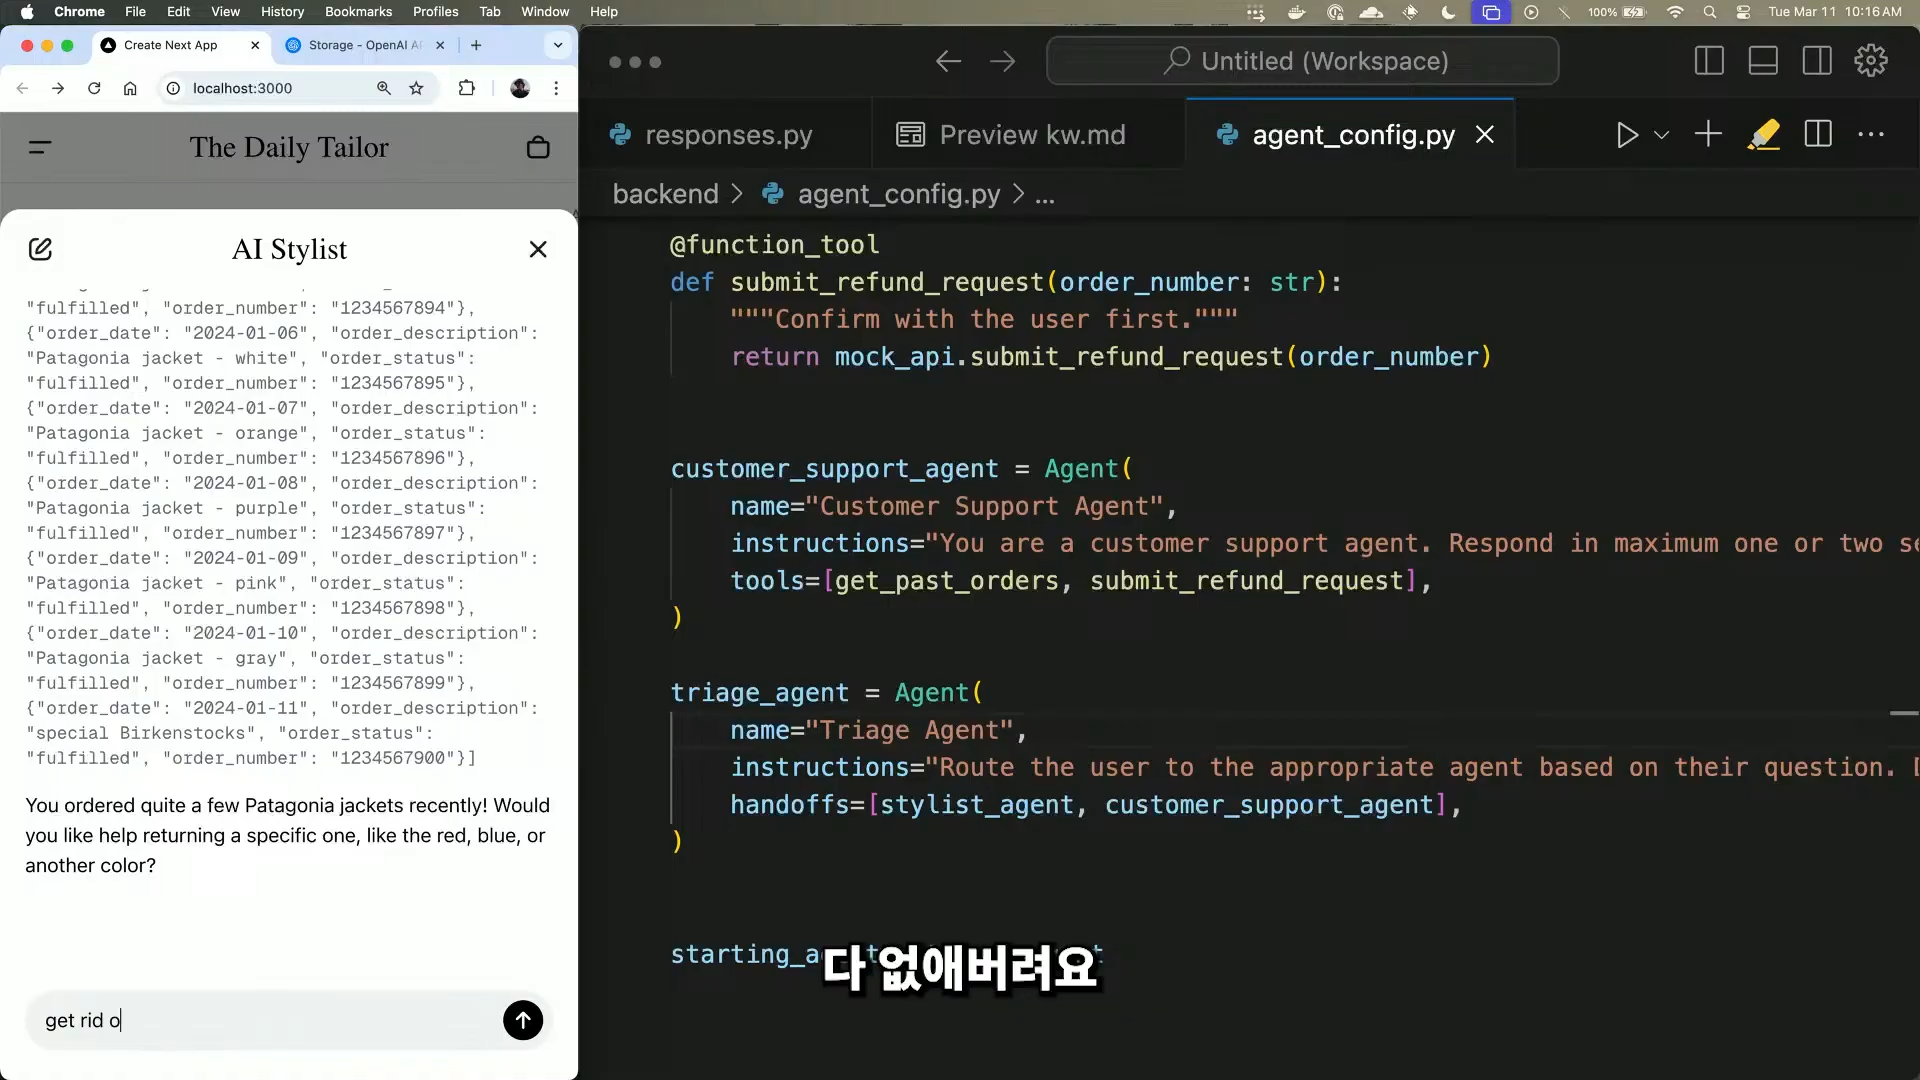 Chrome File Edit View History Bookmarks Profiles Tab Window Help
100% Tue Mar 11 10:16 AM
Create Next App
Storage - OpenAI
localhost:3000
The Daily Tailor
AI Stylist
"fulfilled", "order_number": "1234567894"},
{"order_date": "2024-01-06", "order_description":
"Patagonia jacket - white", "order_status":
"fulfilled", "order_number": "1234567895"},
{"order_date": "2024-01-07", "order_description":
"Patagonia jacket - orange", "order_status":
"fulfilled", "order_number": "1234567896"},
{"order_date": "2024-01-08", "order_description":
"Patagonia jacket - purple", "order_status":
"fulfilled", "order_number": "1234567897"},
{"order_date": "2024-01-09", "order_description":
"Patagonia jacket - pink", "order_status":
"fulfilled", "order_number": "1234567898"},
{"order_date": "2024-01-10", "order_description":
"Patagonia jacket - gray", "order_status":
"fulfilled", "order_number": "1234567899"},
{"order_date": "2024-01-11", "order_description":
"special Birkenstocks", "order_status":
"fulfilled", "order_number": "1234567900"}]
You ordered quite a few Patagonia jackets recently! Would
you like help returning a specific one, like the red, blue, or
another color?
get rid o
Untitled (Workspace)
responses.py
Preview kw.md
agent_config.py
backend > agent_config.py > ...
@function_tool
def submit_refund_request(order_number: str):
"""Confirm with the user first."""
return mock_api.submit_refund_request(order_number)
customer_support_agent = Agent(
name="Customer Support Agent",
instructions="You are a customer support agent. Respond in maximum one or two
tools=[get_past_orders, submit_refund_request],
)
triage_agent = Agent(
name="Triage Agent",
instructions="Route the user to the appropriate agent based on their question.
handoffs=[stylist_agent, customer_support_agent],
)
다 없애버려요